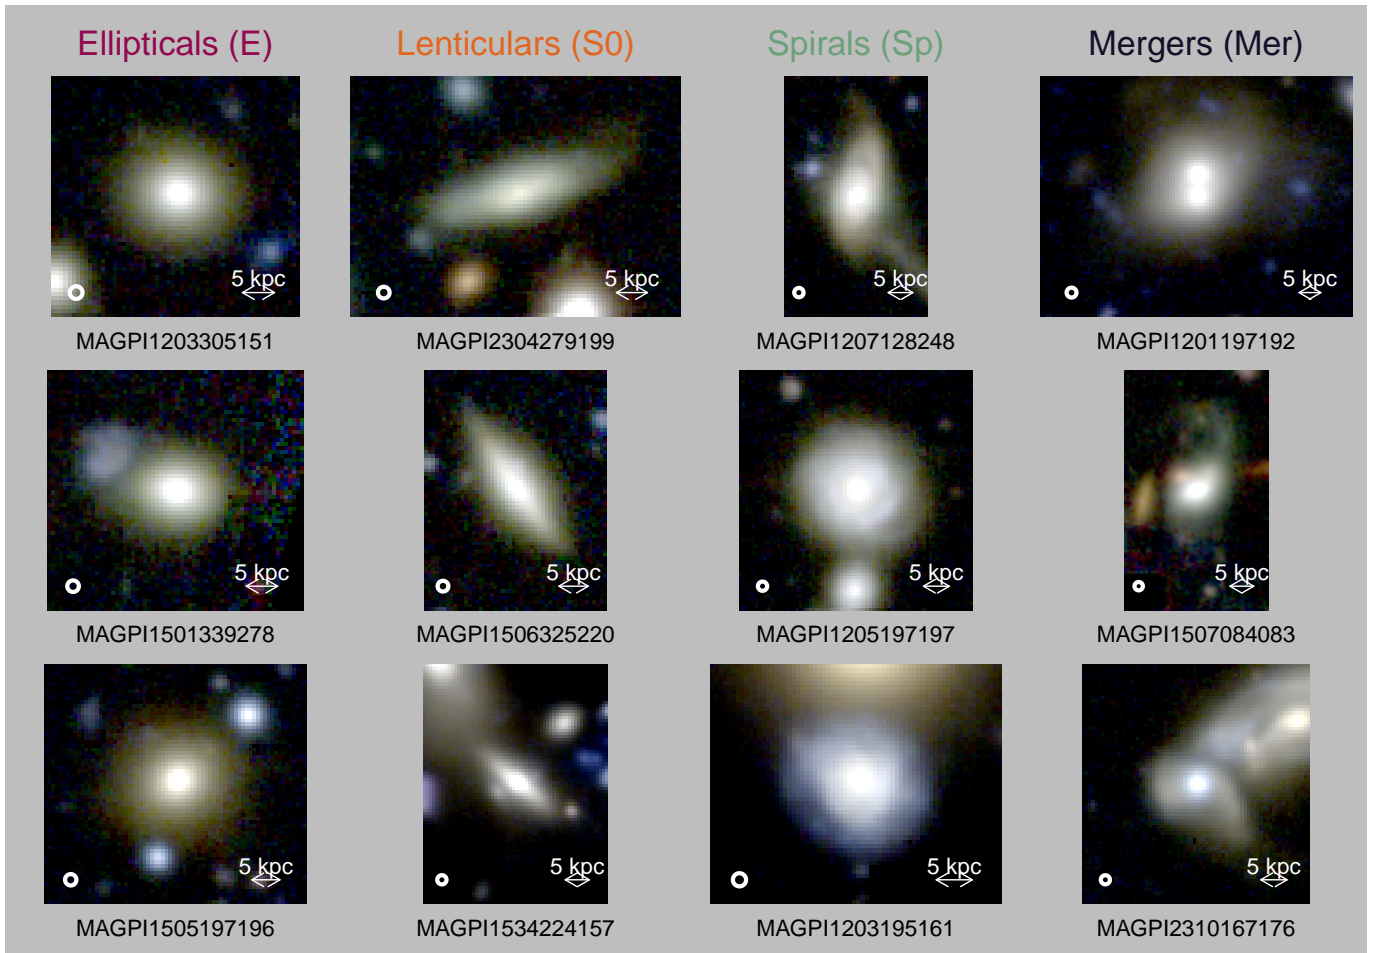 Ellipticals (E) Lenticulars (S0) Spirals (Sp) Mergers (Mer)
5 kpc 5 kpc 5 kpc 5 kpc
MAGPI1203305151 MAGPI2304279199 MAGPI1207128248 MAGPI1201197192
5 kpc 5 kpc 5 kpc 5 kpc
MAGPI1501339278 MAGPI1506325220 MAGPI1205197197 MAGPI1507084083
5 kpc 5 kpc 5 kpc 5 kpc
MAGPI1505197196 MAGPI1534224157 MAGPI1203195161 MAGPI2310167176